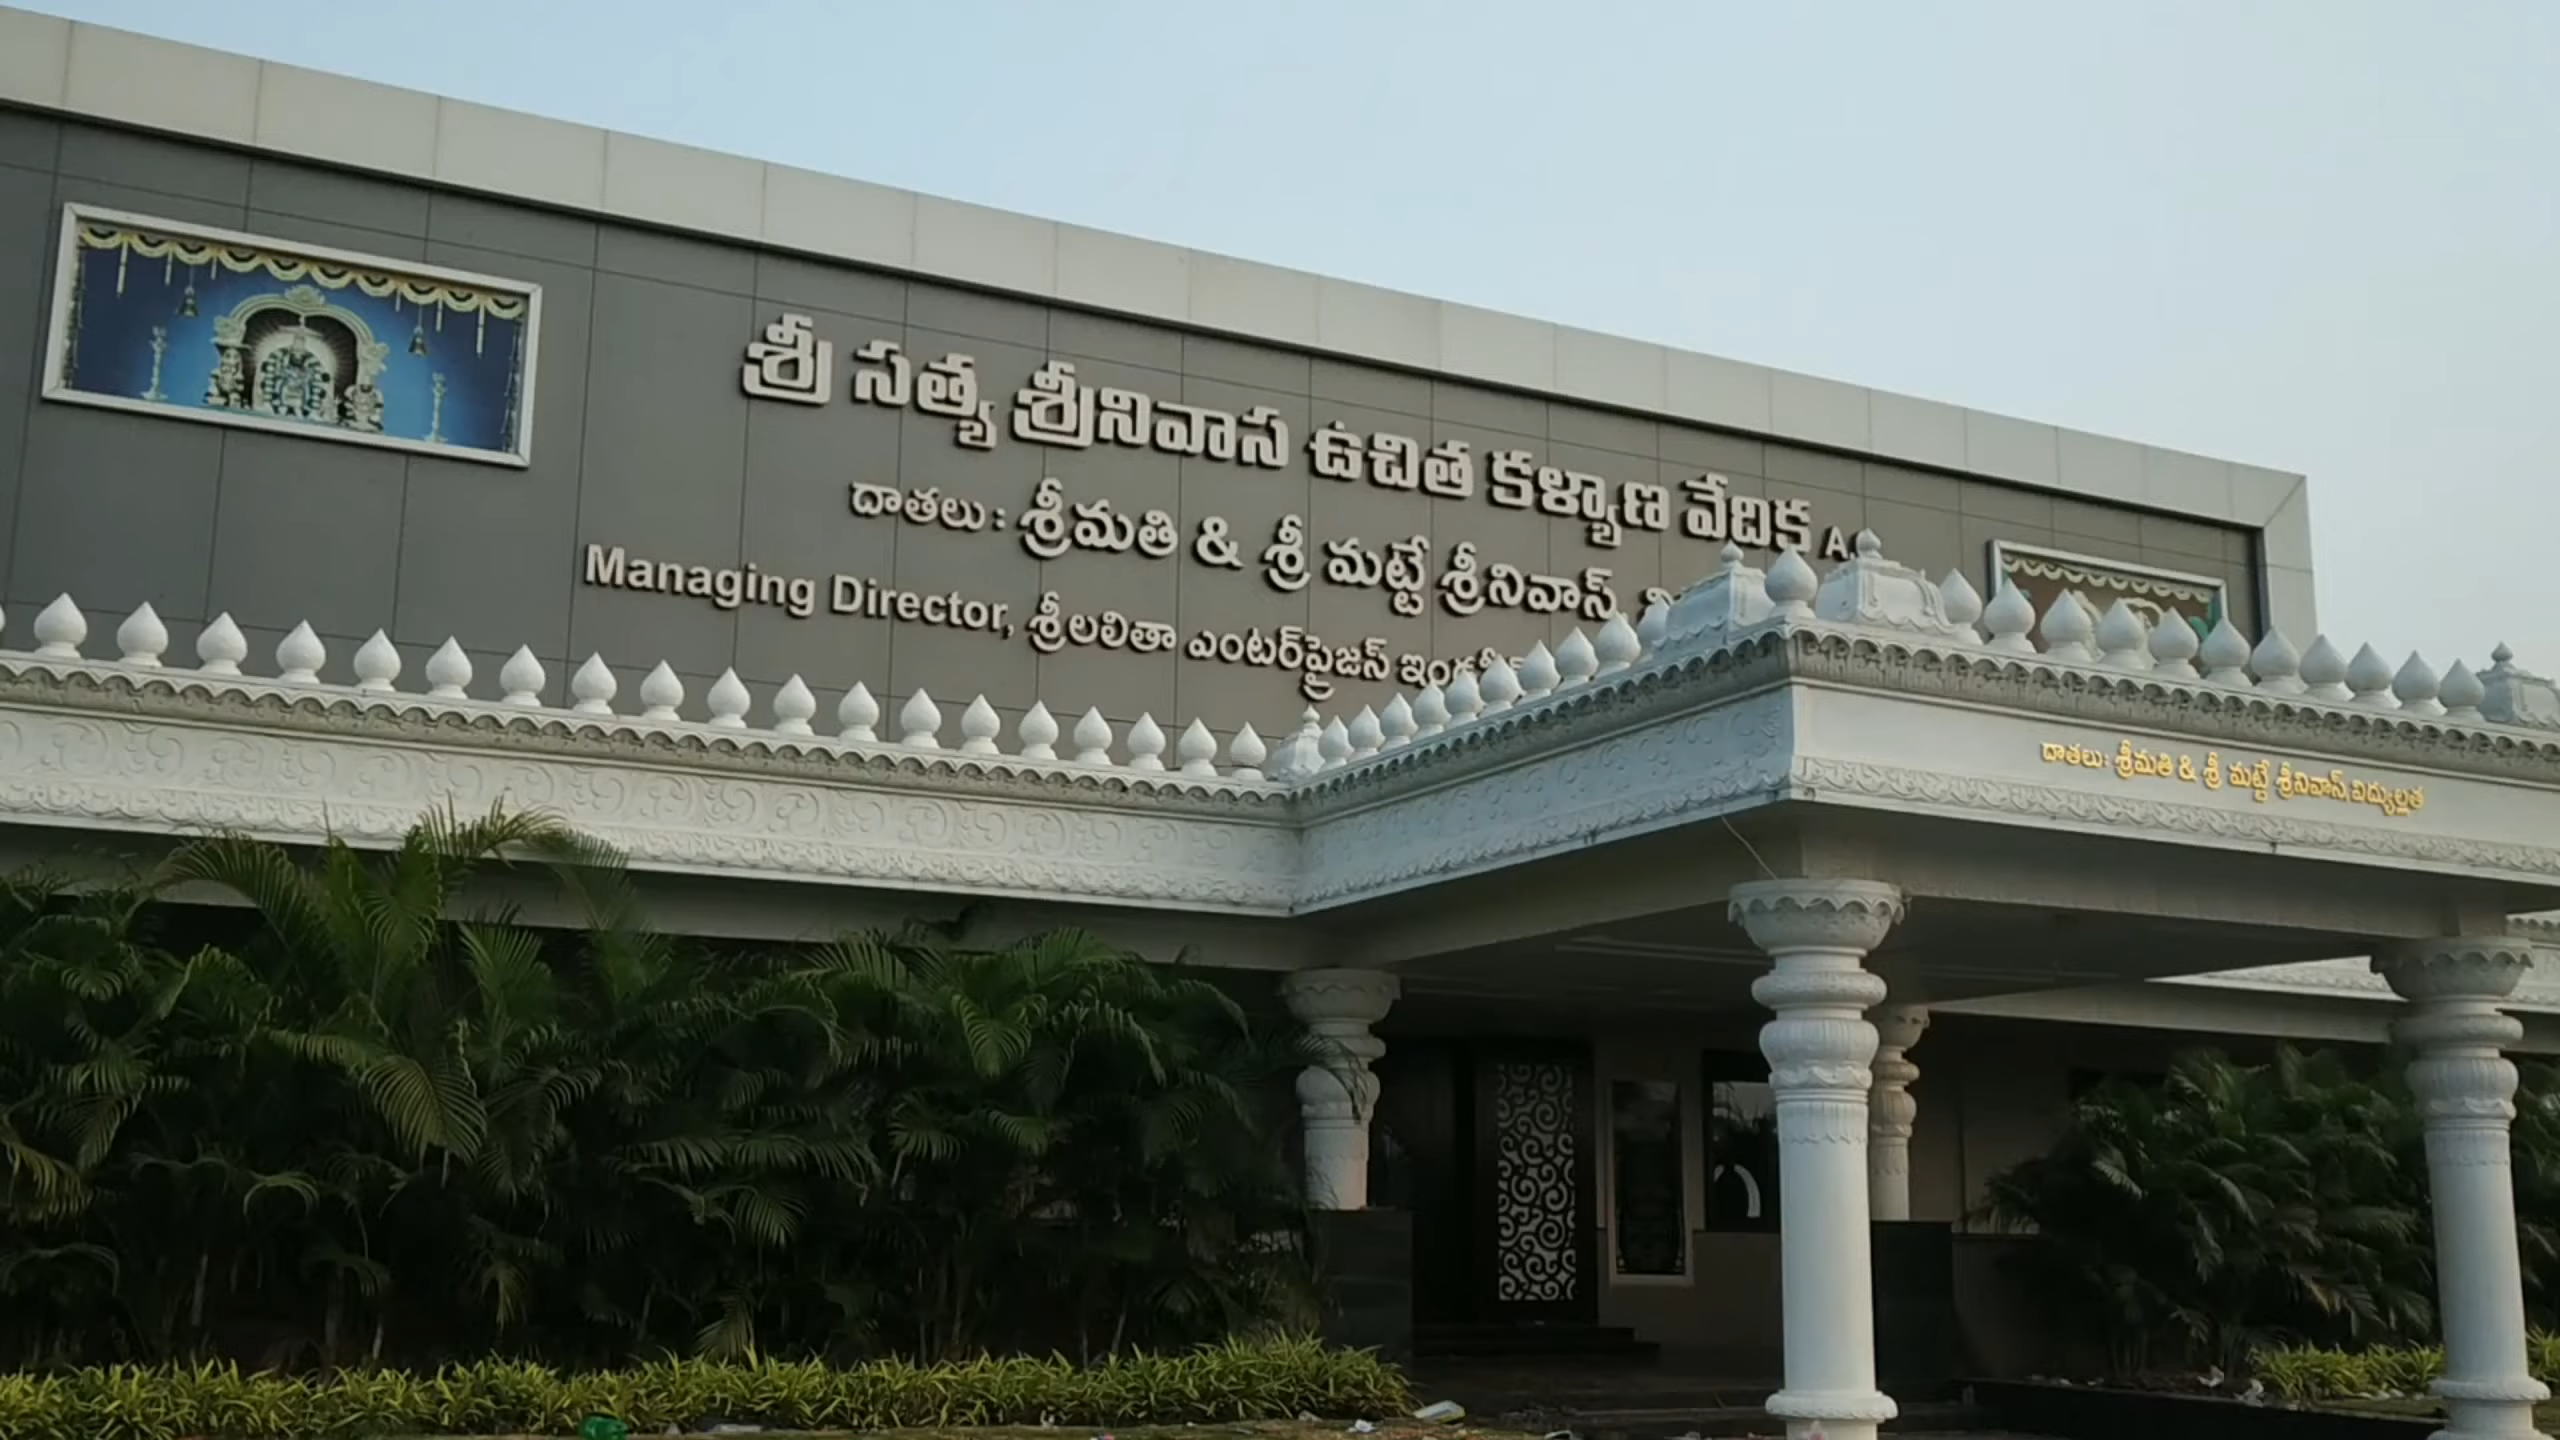 శ్రీ సత్య శ్రీనివాస ఉచిత కళ్యాణ వేదిక A.
దాతలు: శ్రీమతి & శ్రీ మట్టే శ్రీనివాస్,
Managing Director, శ్రీలలితా ఎంటర్‌ప్రైజస్
దాతలు: శ్రీమతి & శ్రీ మట్టే శ్రీనివాస్, విద్యుల్లత